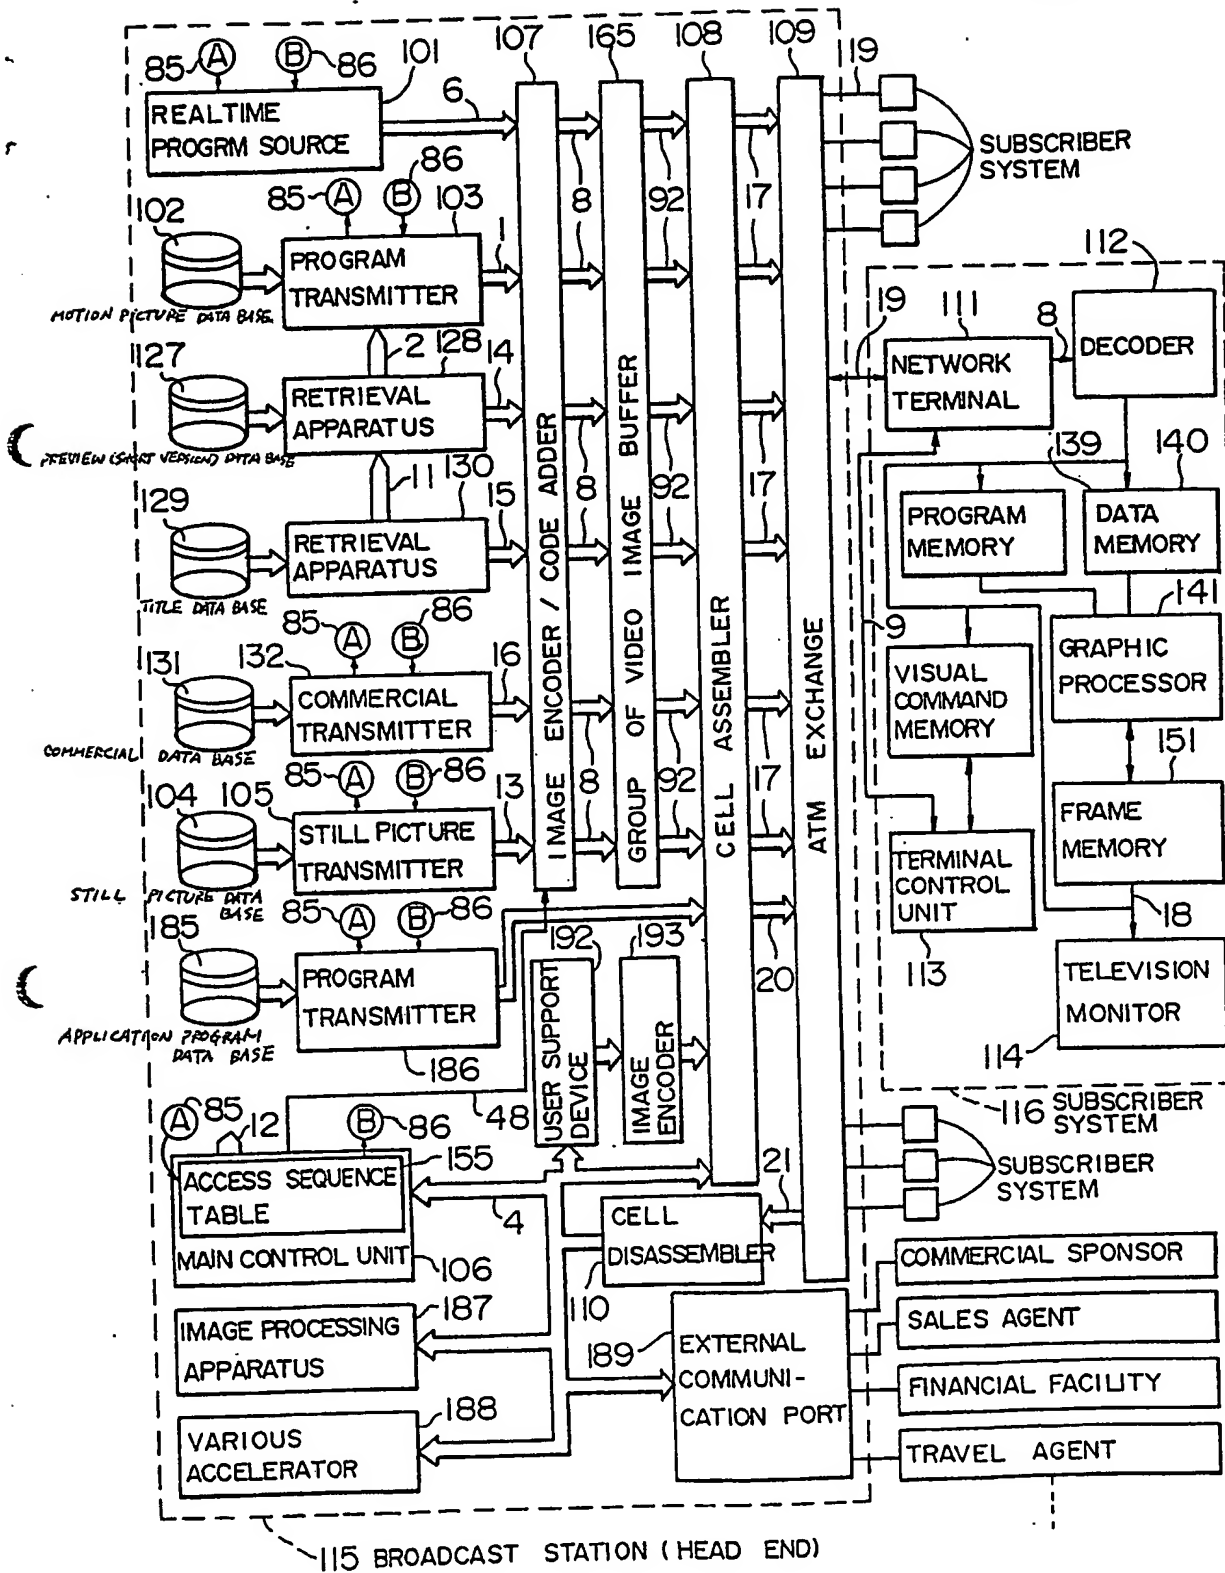 107 165 108 109
85 A B 86 101 19
REALTIME
PROGRM SOURCE
6
SUBSCRIBER
SYSTEM
85 A B 86 103 8 92 17
102
PROGRAM
TRANSMITTER
1
MOTION PICTURE DATA BASE
112
19 111 8
DECODER
NETWORK
TERMINAL
127 2 128 14
RETRIEVAL
APPARATUS
8 92 17
PREVIEW (SHORT VERSION) DATA BASE
139 140
PROGRAM
MEMORY
DATA
MEMORY
129 11 130 15
RETRIEVAL
APPARATUS
8 92 17
TITLE DATA BASE
141
9
GRAPHIC
PROCESSOR
VISUAL
COMMAND
MEMORY
85 A B 86
131 132 16
COMMERCIAL
TRANSMITTER
COMMERCIAL DATA BASE
8 92 17
151
FRAME
MEMORY
85 A B 86
104 105 13
STILL PICTURE
TRANSMITTER
STILL PICTURE DATA
BASE
TERMINAL
CONTROL
UNIT
113
18
IMAGE ENCODER / CODE ADDER
GROUP OF VIDEO IMAGE BUFFER
CELL ASSEMBLER
ATM EXCHANGE
85 A B 86
185 192 193 20
PROGRAM
TRANSMITTER
APPLICATION PROGRAM
DATA BASE
186
USER SUPPORT
DEVICE
IMAGE
ENCODER
TELEVISION
MONITOR
114
116 SUBSCRIBER
SYSTEM
A 85 12 B 86 48
ACCESS SEQUENCE
TABLE
155
MAIN CONTROL UNIT
106
4
21
CELL
DISASSEMBLER
110
SUBSCRIBER
SYSTEM
187
IMAGE PROCESSING
APPARATUS
188
VARIOUS
ACCELERATOR
189
EXTERNAL
COMMUNI-
CATION PORT
COMMERCIAL SPONSOR
SALES AGENT
FINANCIAL FACILITY
TRAVEL AGENT
115 BROADCAST STATION (HEAD END)